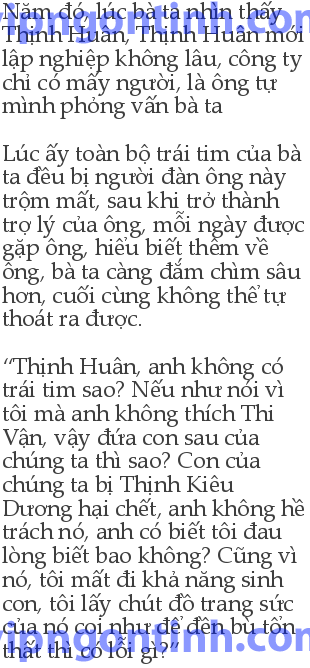 Năm đó, lúc bà ta nhìn thấy
Thịnh Huân, Thịnh Huân mới
lập nghiệp không lâu, công ty
chỉ có mấy người, là ông tự
mình phỏng vấn bà ta
Lúc ấy toàn bộ trái tim của bà
ta đều bị người đàn ông này
trộm mất, sau khi trở thành
trợ lý của ông, mỗi ngày được
gặp ông, hiểu biết thêm về
ông, bà ta càng đắm chìm sâu
hơn, cuối cùng không thể tự
thoát ra được.
“Thịnh Huân, anh không có
trái tim sao? Nếu như nói vì
tôi mà anh không thích Thi
Vận, vậy đứa con sau của
chúng ta thì sao? Con của
chúng ta bị Thịnh Kiêu
Dương hại chết, anh không hề
trách nó, anh có biết tôi đau
lòng biết bao không? Cũng vì
nó, tôi mất đi khả năng sinh
con, tôi lấy chút đồ trang sức
của nó coi như để đền bù tổn
thất thì có lỗi gì?”
vipngontinh.com
vipngontinh.com